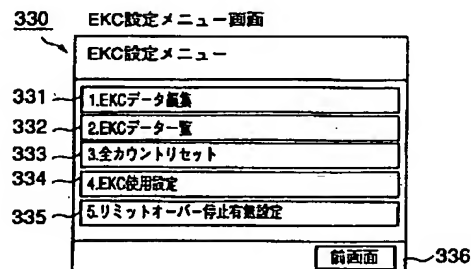 330 EKC設定メニュー画面
EKC設定メニュー
331 1.EKCデータ編集
332 2.EKCデータ一覧
333 3.全カウントリセット
334 4.EKC使用設定
335 5.リミットオーバー停止有無設定
前画面 336